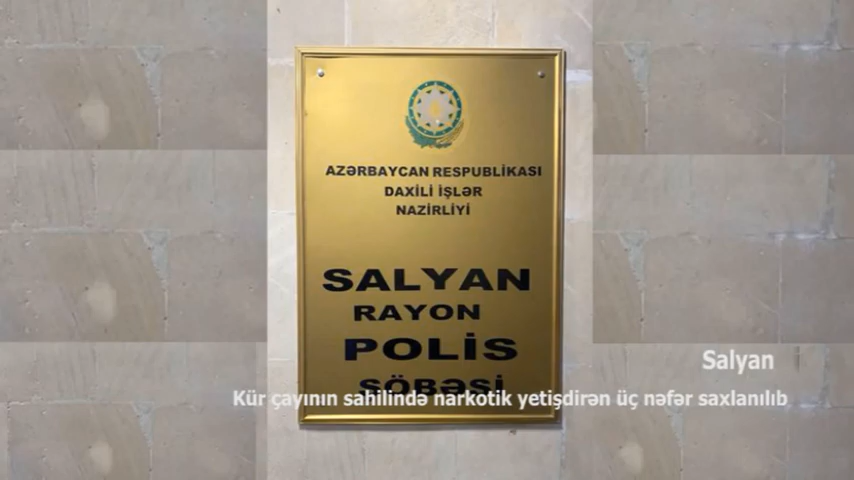 AZƏRBAYCAN RESPUBLİKASI
DAXİLİ İŞLƏR
NAZİRLİYİ
SALYAN
RAYON
POLİS
ŞÖBƏSİ
Salyan
Kür çayının sahilində narkotik yetişdirən üç nəfər saxlanılıb